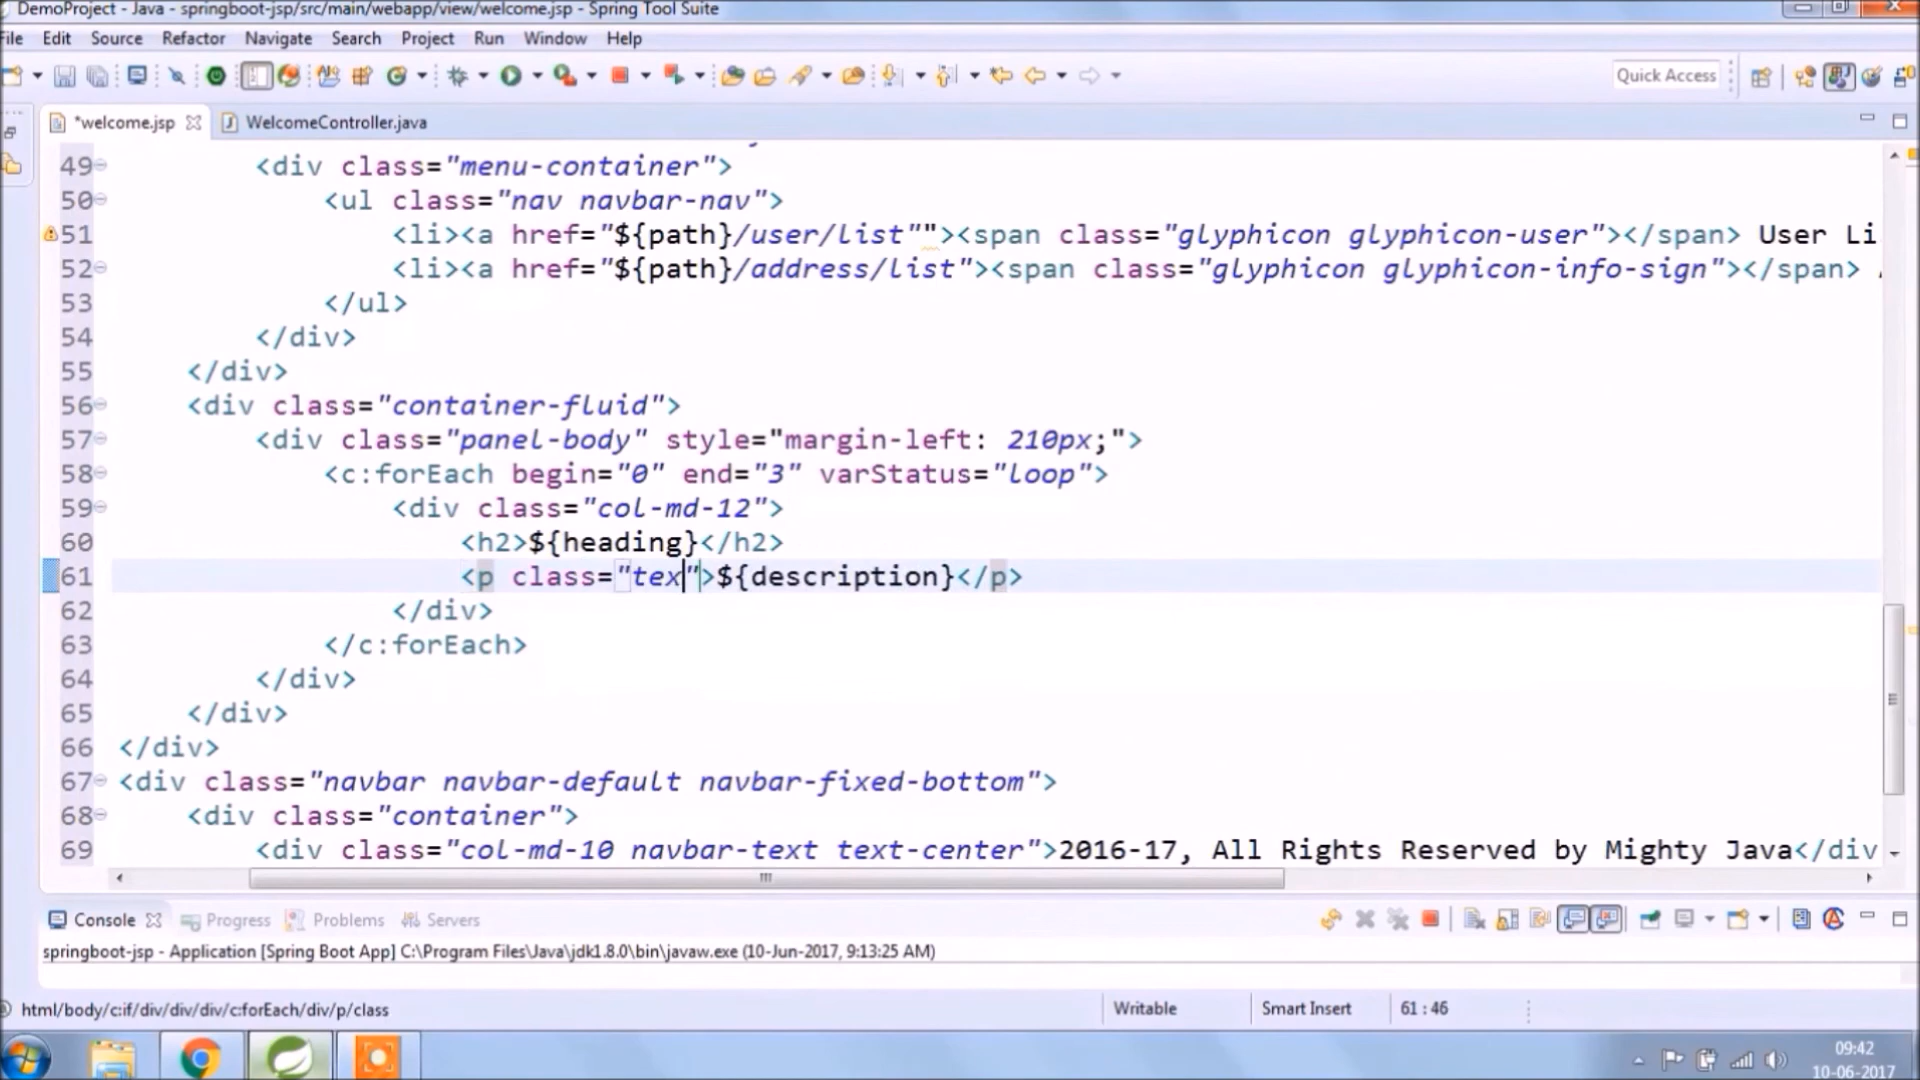 DemoProject - Java - springboot-jsp/src/main/webapp/view/welcome.jsp - Spring Tool Suite
File Edit Source Refactor Navigate Search Project Run Window Help
Quick Access
*welcome.jsp WelcomeController.java
49 <div class="menu-container">
50 <ul class="nav navbar-nav">
51 <li><a href="${path}/user/list""><span class="glyphicon glyphicon-user"></span> User Li
52 <li><a href="${path}/address/list"><span class="glyphicon glyphicon-info-sign"></span>
53 </ul>
54 </div>
55 </div>
56 <div class="container-fluid">
57 <div class="panel-body" style="margin-left: 210px;">
58 <c:forEach begin="0" end="3" varStatus="loop">
59 <div class="col-md-12">
60 <h2>${heading}</h2>
61 <p class="tex">${description}</p>
62 </div>
63 </c:forEach>
64 </div>
65 </div>
66 </div>
67 <div class="navbar navbar-default navbar-fixed-bottom">
68 <div class="container">
69 <div class="col-md-10 navbar-text text-center">2016-17, All Rights Reserved by Mighty Java</div
Console Progress Problems Servers
springboot-jsp - Application [Spring Boot App] C:\Program Files\Java\jdk1.8.0\bin\javaw.exe (10-Jun-2017, 9:13:25 AM)
html/body/c:if/div/div/div/c:forEach/div/p/class Writable Smart Insert 61 : 46
09:42
10-06-2017